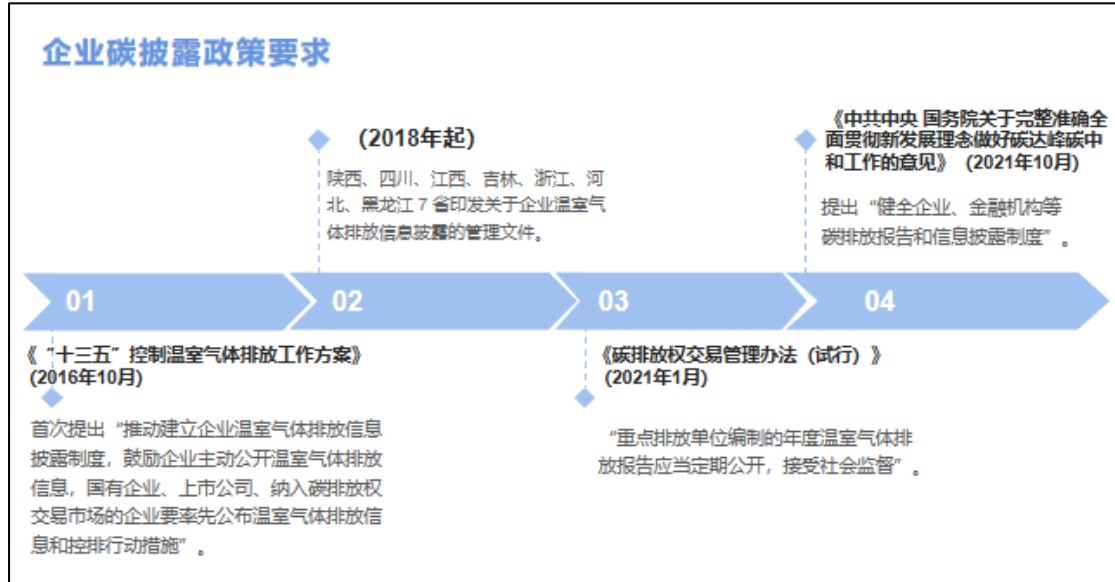 企业碳披露政策要求
(2018年起)
陕西、四川、江西、吉林、浙江、河
北、黑龙江 7 省印发关于企业温室气
体排放信息披露的管理文件。
《中共中央 国务院关于完整准确全
面贯彻新发展理念做好碳达峰碳中
和工作的意见》 (2021年10月)
提出“健全企业、金融机构等
碳排放报告和信息披露制度”。
01
02
03
04
《“十三五”控制温室气体排放工作方案》
(2016年10月)
首次提出“推动建立企业温室气体排放信息
披露制度，鼓励企业主动公开温室气体排放
信息，国有企业、上市公司、纳入碳排放权
交易市场的企业要率先公布温室气体排放信
息和控排行动措施”。
《碳排放权交易管理办法（试行）》
(2021年1月)
“重点排放单位编制的年度温室气体排
放报告应当定期公开，接受社会监督”。